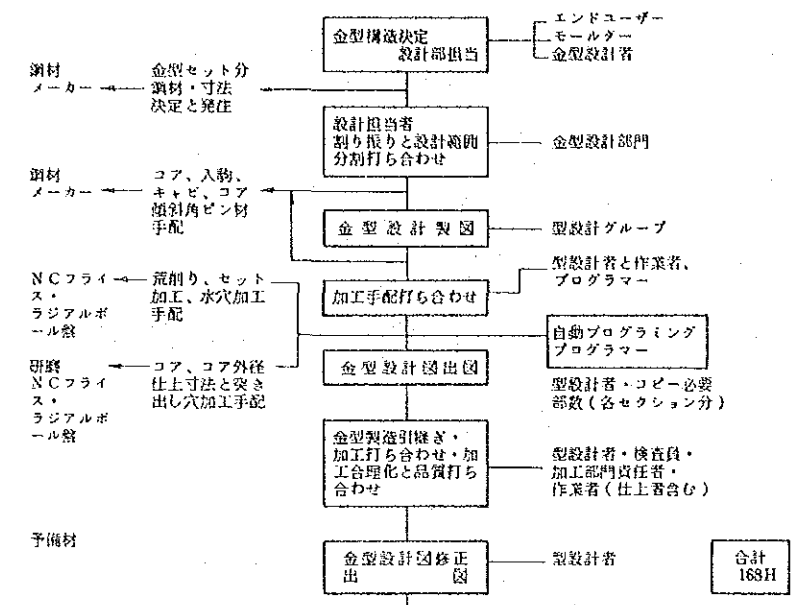 金型構造決定
設計部担当
エンドユーザー
モールダー
金型設計者
鋼材
メーカー
金型セット分
鋼材・寸法
決定と発注
設計担当者
割り振りと設計範囲
分割打ち合わせ
金型設計部門
鋼材
メーカー
コア、入駒、
キャビ、コア
傾斜角ピン材
手配
金型設計製図
型設計グループ
NCフライ
ス・
ラジアルボ
ール盤
荒削り、セット
加工、水穴加工
手配
加工手配打ち合わせ
型設計者と作業者、
プログラマー
自動プログラミング
プログラマー
研磨
NCフライ
ス・
ラジアルボ
ール盤
コア、コア外径
仕上寸法と突き
出し穴加工手配
金型設計図出図
型設計者・コピー必要
部数(各セクション分)
金型製造引継ぎ・
加工打ち合わせ・加
工合理化と品質打ち
合わせ
型設計者・検査員・
加工部門責任者・
作業者(仕上者含む)
予備材
金型設計図修正
出図
型設計者
合計
168H